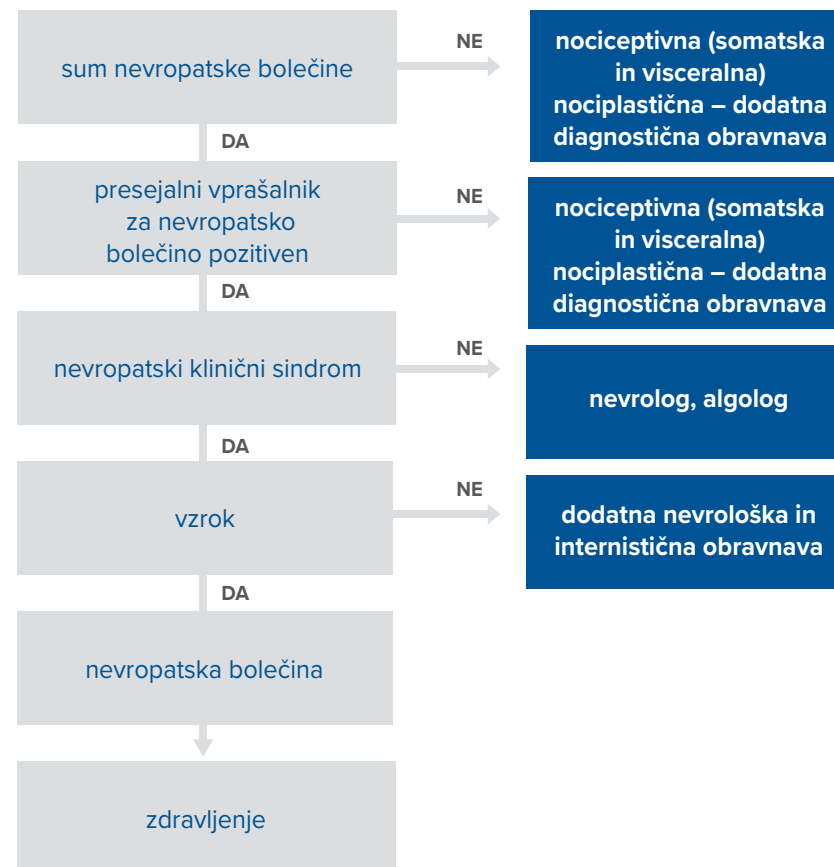 sum nevropatske bolečine
NE
nociceptivna (somatska
in visceralna)
nociplastična – dodatna
diagnostična obravnava
DA
presejalni vprašalnik
za nevropatsko
bolečino pozitiven
NE
nociceptivna (somatska
in visceralna)
nociplastična – dodatna
diagnostična obravnava
DA
nevropatski klinični sindrom
NE
nevrolog, algolog
DA
vzrok
NE
dodatna nevrološka in
internistična obravnava
DA
nevropatska bolečina
zdravljenje